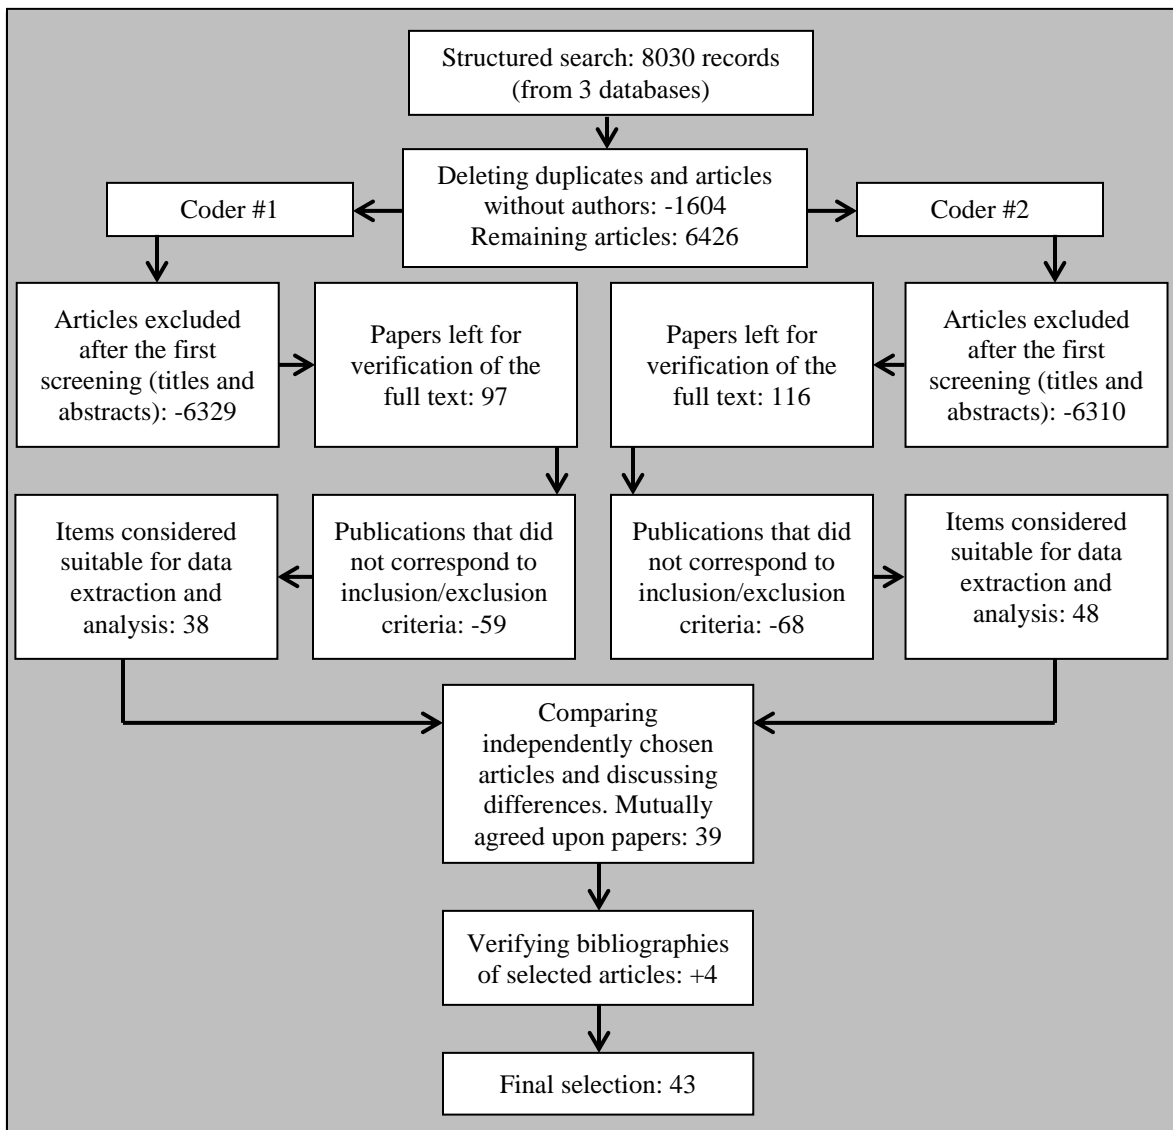 Structured search: 8030 records
(from 3 databases)
Deleting duplicates and articles
without authors: -1604
Remaining articles: 6426
Coder #1
Coder #2
Articles excluded
after the first
screening (titles and
abstracts): -6329
Papers left for
verification of the
full text: 97
Papers left for
verification of the
full text: 116
Articles excluded
after the first
screening (titles and
abstracts): -6310
Items considered
suitable for data
extraction and
analysis: 38
Publications that did
not correspond to
inclusion/exclusion
criteria: -59
Publications that did
not correspond to
inclusion/exclusion
criteria: -68
Items considered
suitable for data
extraction and
analysis: 48
Comparing
independently chosen
articles and discussing
differences. Mutually
agreed upon papers: 39
Verifying bibliographies
of selected articles: +4
Final selection: 43